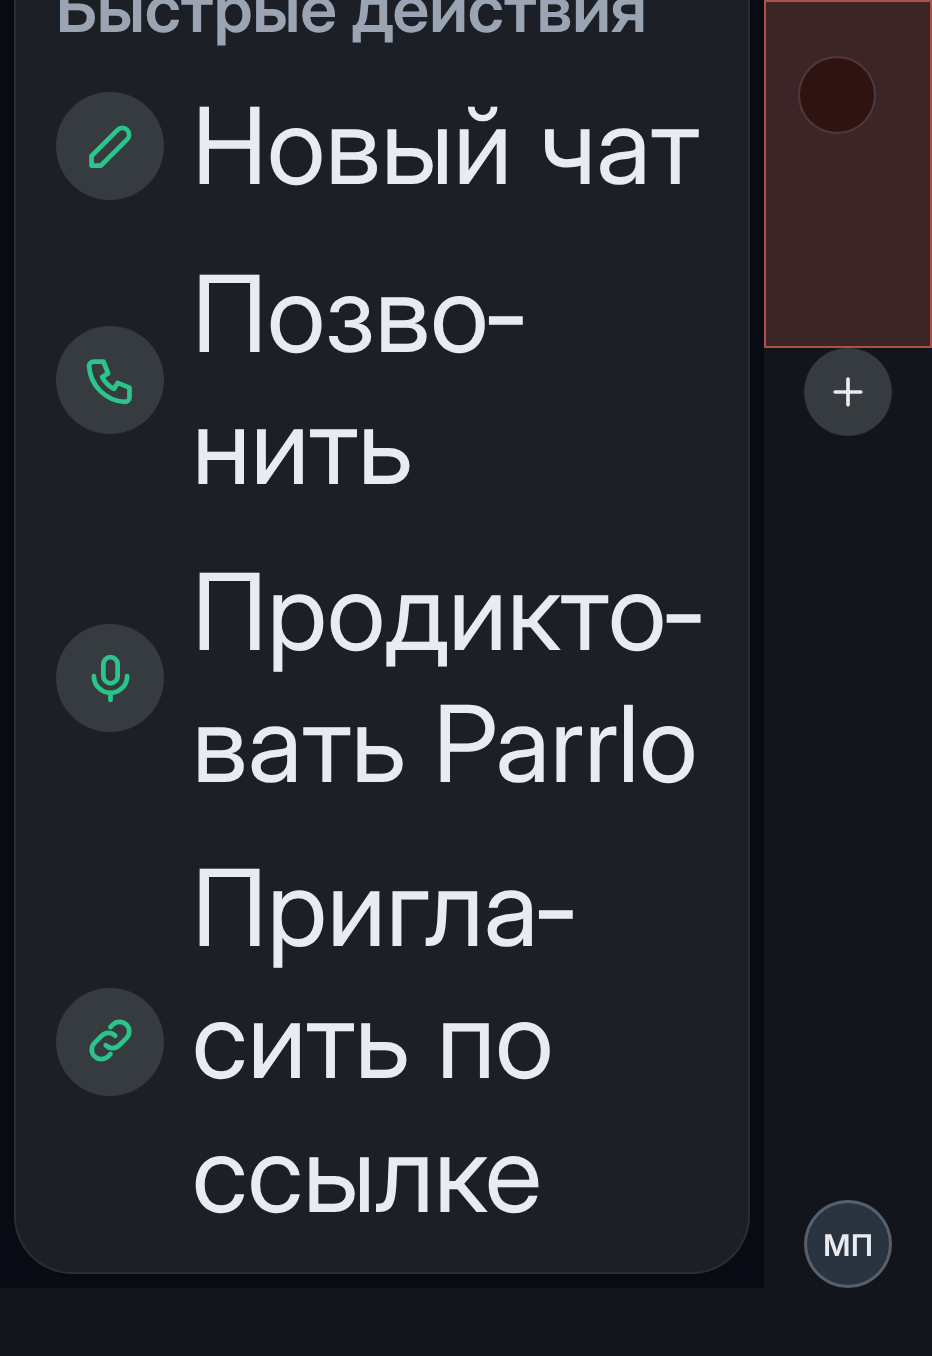 Быстрые действия
Новый чат
Позво-
нить
Продикто-
вать Parrlo
Пригла-
сить по
ссылке
МП